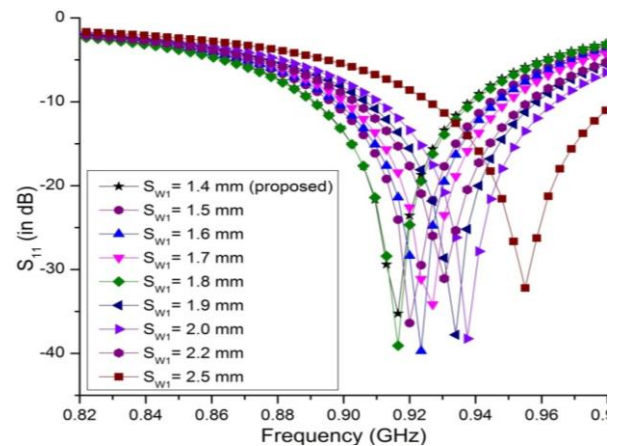 0
-10
-20
-30
-40
S11 (in dB)
SW1= 1.4 mm (proposed)
SW1= 1.5 mm
SW1= 1.6 mm
SW1= 1.7 mm
SW1= 1.8 mm
SW1= 1.9 mm
SW1= 2.0 mm
SW1= 2.2 mm
SW1= 2.5 mm
0.82 0.84 0.86 0.88 0.90 0.92 0.94 0.96 0.9
Frequency (GHz)